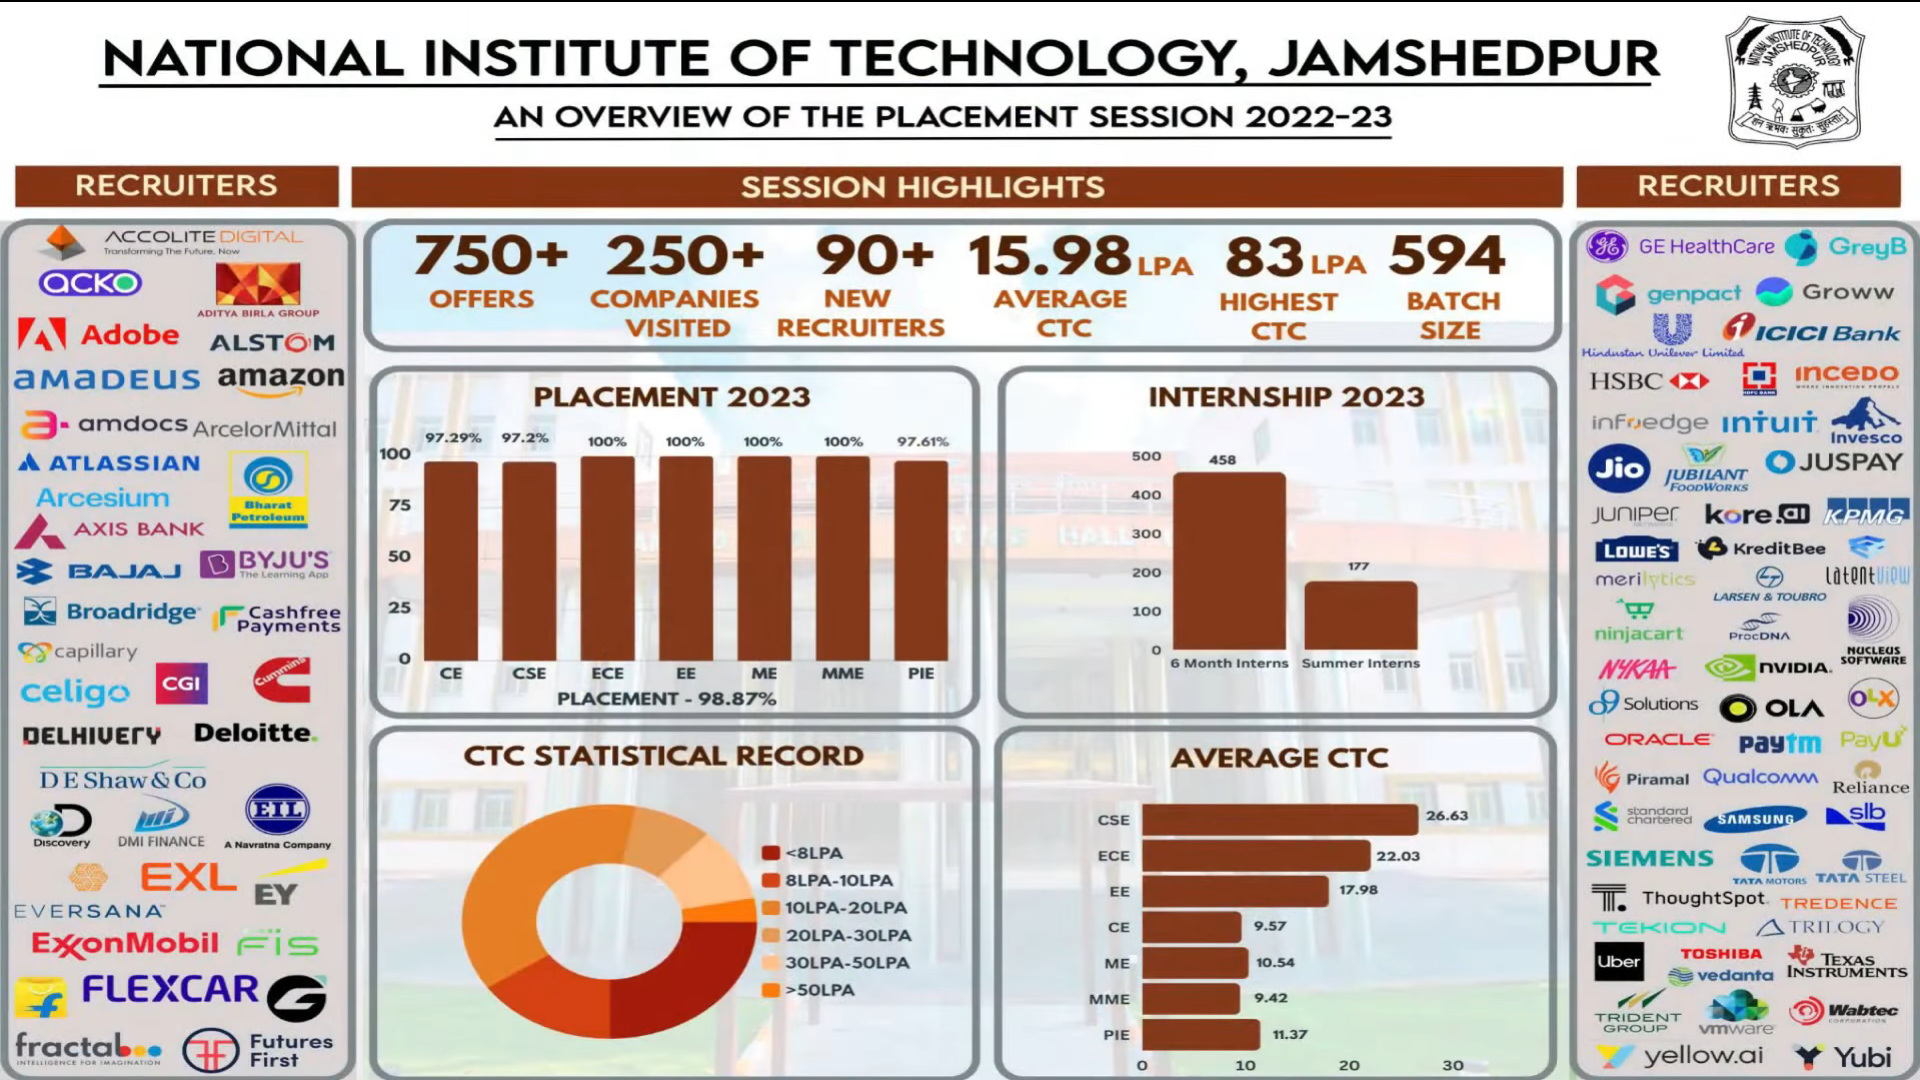 NATIONAL INSTITUTE OF TECHNOLOGY, JAMSHEDPUR
AN OVERVIEW OF THE PLACEMENT SESSION 2022-23
RECRUITERS
ACCOLITE DIGITAL
Transforming The Future. Now
acko
ADITYA BIRLA GROUP
Adobe
ALSTOM
amadeus
amazon
amdocs
ArcelorMittal
ATLASSIAN
Arcesium
Bharat
Petroleum
AXIS BANK
BAJAJ
BYJU'S
The Learning App
Broadridge
Cashfree
Payments
capillary
celigo
CGI
Cummins
DELHIVERY
Deloitte.
D E Shaw & Co
Discovery
DMI FINANCE
EIL
A Navratna Company
EXL
EY
EVERSANA
ExxonMobil
FIS
FLEXCAR
fractal
INTELLIGENCE FOR IMAGINATION
Futures
First
SESSION HIGHLIGHTS
750+
OFFERS
250+
COMPANIES
VISITED
90+
NEW
RECRUITERS
15.98 LPA
AVERAGE
CTC
83 LPA
HIGHEST
CTC
594
BATCH
SIZE
PLACEMENT 2023
97.29% 97.2% 100% 100% 100% 100% 97.61%
100
75
50
25
0
CE CSE ECE EE ME MME PIE
PLACEMENT - 98.87%
INTERNSHIP 2023
500
400
300
200
100
0
458
177
6 Month Interns Summer Interns
CTC STATISTICAL RECORD
<8LPA
8LPA-10LPA
10LPA-20LPA
20LPA-30LPA
30LPA-50LPA
>50LPA
AVERAGE CTC
CSE 26.63
ECE 22.03
EE 17.98
CE 9.57
ME 10.54
MME 9.42
PIE 11.37
0 10 20 30
RECRUITERS
GE HealthCare
GreyB
genpact
Groww
Hindustan Unilever Limited
ICICI Bank
HSBC
HDFC BANK
INCEDO
infoedge
intuit
Invesco
Jio
JUBILANT
FOODWORKS
JUSPAY
JUNIPER
NETWORKS
kore.ai
KPMG
LOWE'S
KreditBee
merilytics
LARSEN & TOUBRO
LatentView
ninjacart
ProcDNA
NUCLEUS
SOFTWARE
NYKAA
NVIDIA.
o9 Solutions
OLA
OLX
ORACLE
paytm
PayU
Piramal
Qualcomm
Reliance
standard
chartered
SAMSUNG
slb
SIEMENS
TATA MOTORS
TATA STEEL
ThoughtSpot.
TREDENCE
TEKION
TRILOGY
Uber
TOSHIBA
vedanta
TEXAS
INSTRUMENTS
TRIDENT
GROUP
vmware
Wabtec
CORPORATION
yellow.ai
Yubi